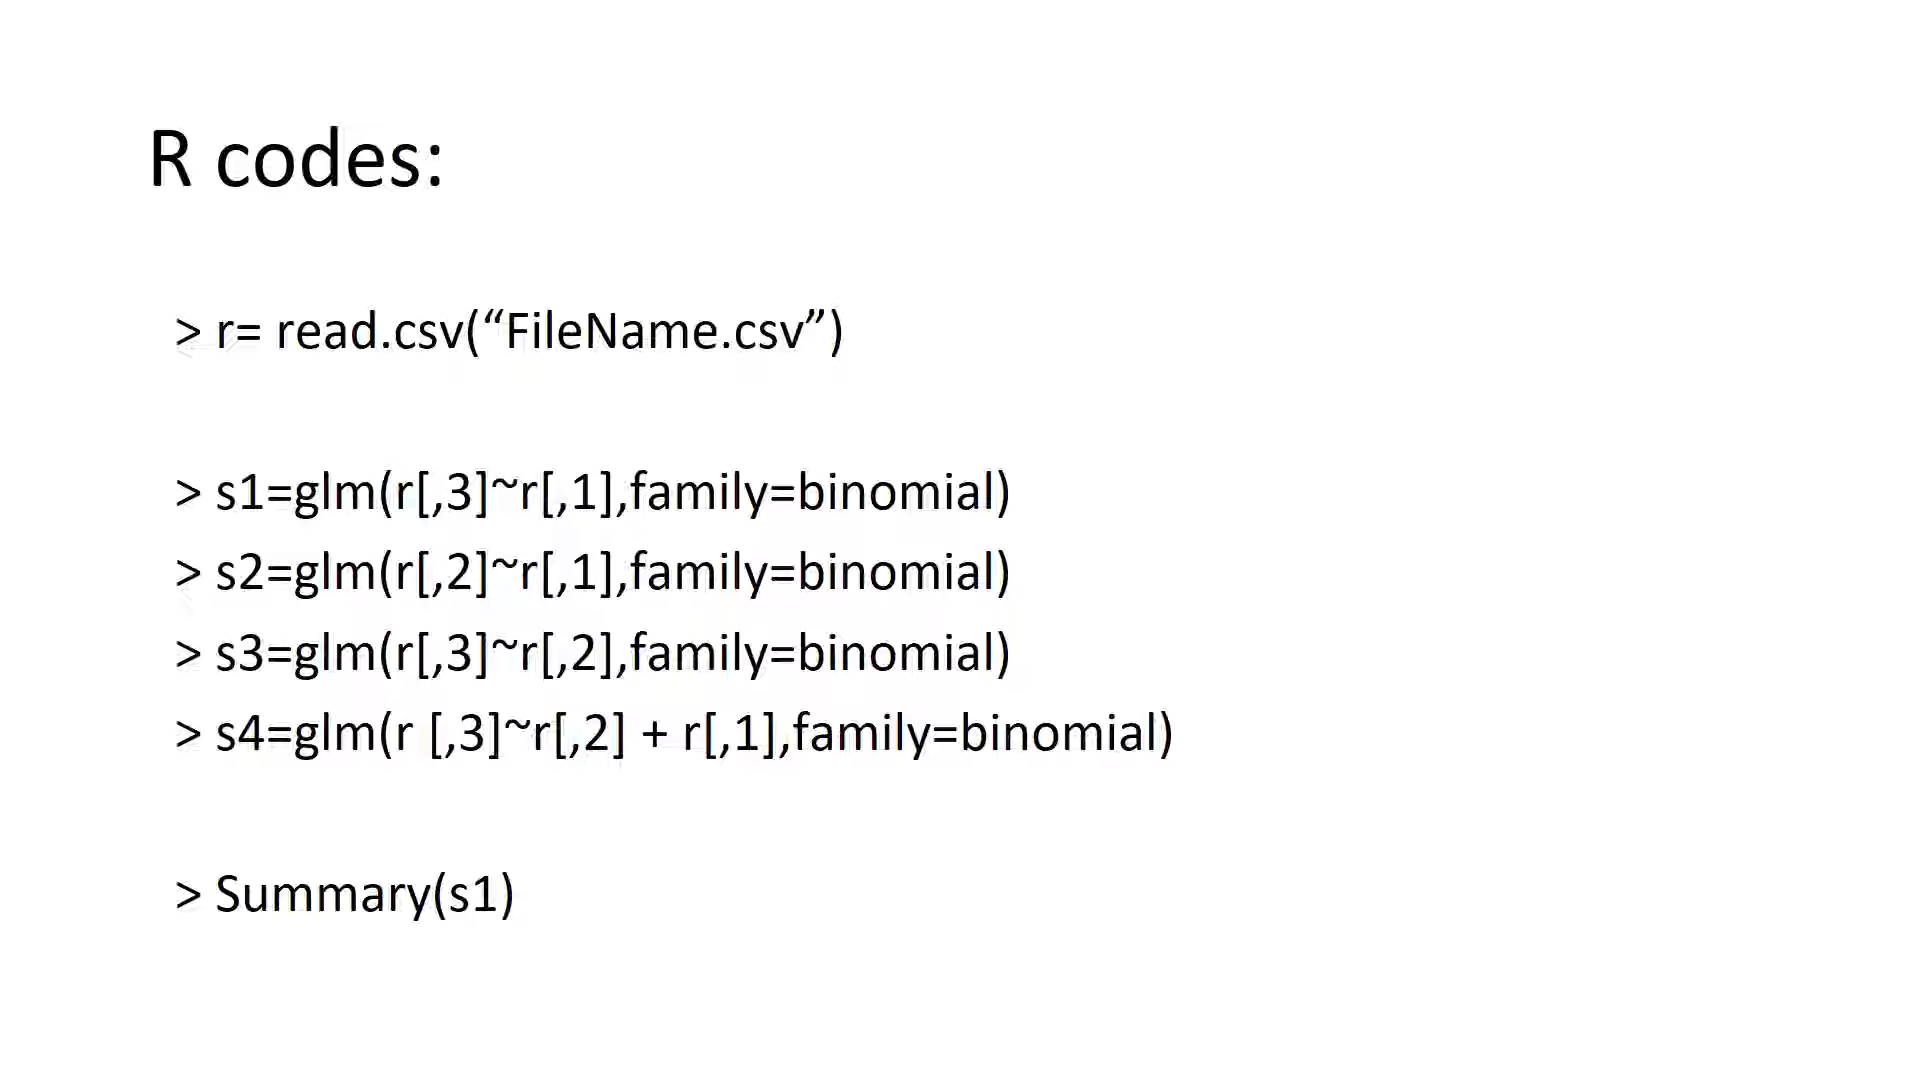 R codes:
> r= read.csv(“FileName.csv”)
> s1=glm(r[,3]~r[,1],family=binomial)
> s2=glm(r[,2]~r[,1],family=binomial)
> s3=glm(r[,3]~r[,2],family=binomial)
> s4=glm(r [,3]~r[,2] + r[,1],family=binomial)
> Summary(s1)